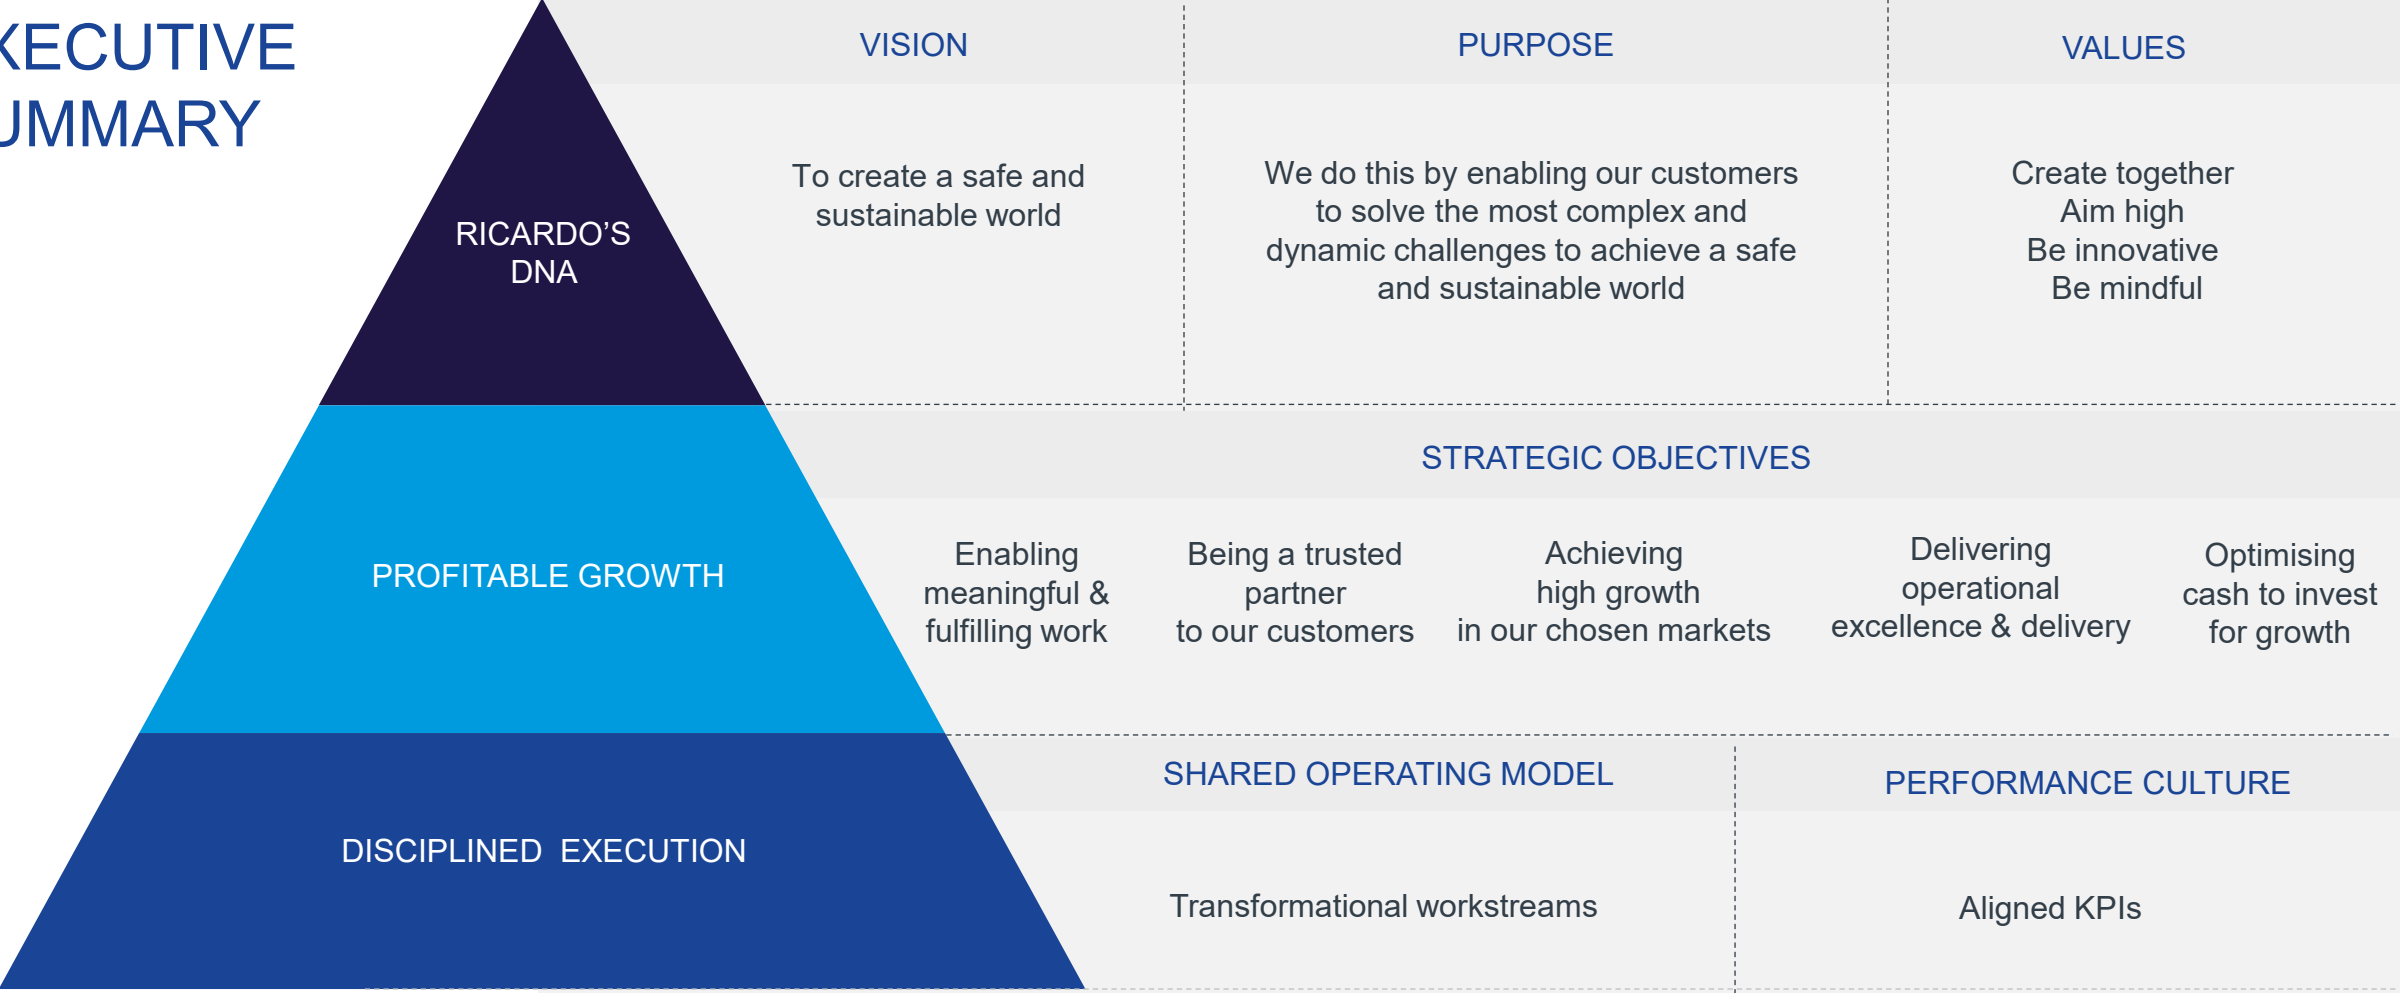 XECUTIVE
UMMARY
VISION
PURPOSE
VALUES
RICARDO’S
DNA
To create a safe and
sustainable world
We do this by enabling our customers
to solve the most complex and
dynamic challenges to achieve a safe
and sustainable world
Create together
Aim high
Be innovative
Be mindful
STRATEGIC OBJECTIVES
PROFITABLE GROWTH
Enabling
meaningful &
fulfilling work
Being a trusted
partner
to our customers
Achieving
high growth
in our chosen markets
Delivering
operational
excellence & delivery
Optimising
cash to invest
for growth
SHARED OPERATING MODEL
PERFORMANCE CULTURE
DISCIPLINED  EXECUTION
Transformational workstreams
Aligned KPIs